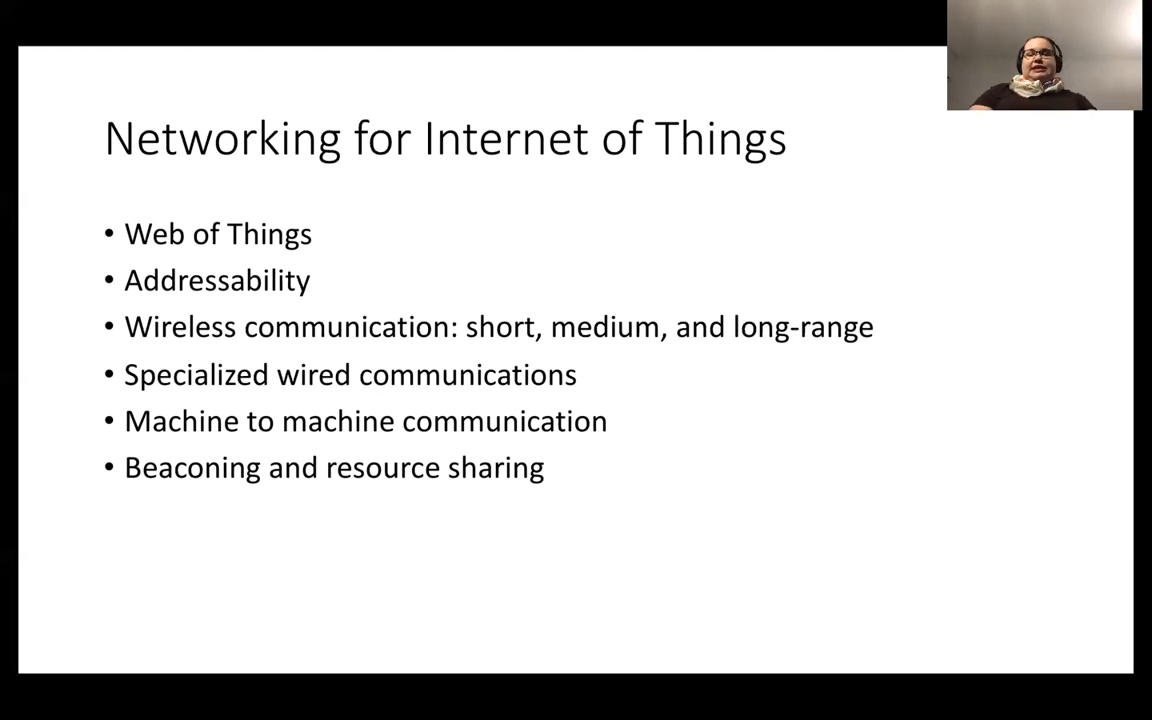 Networking for Internet of Things
• Web of Things
• Addressability
• Wireless communication: short, medium, and long-range
• Specialized wired communications
• Machine to machine communication
• Beaconing and resource sharing